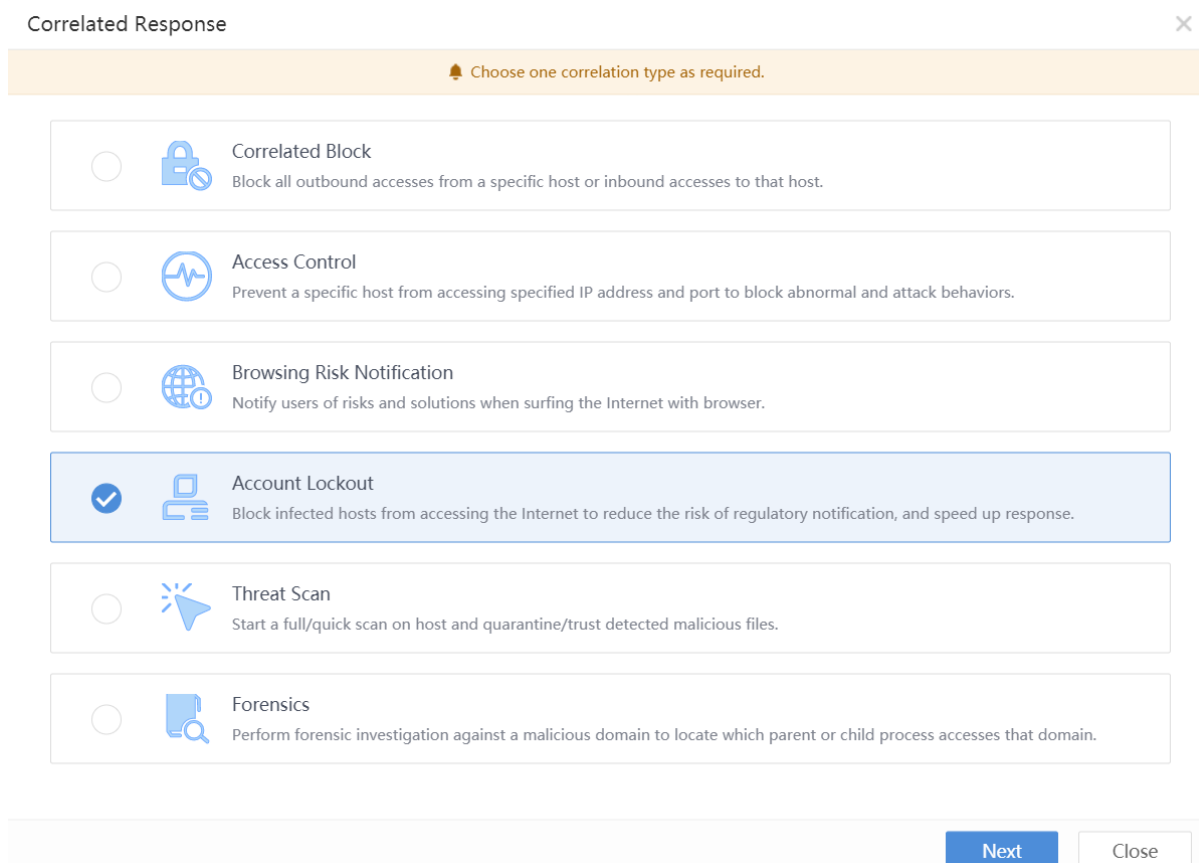 Correlated Response
Choose one correlation type as required.
Correlated Block
Block all outbound accesses from a specific host or inbound accesses to that host.
Access Control
Prevent a specific host from accessing specified IP address and port to block abnormal and attack behaviors.
Browsing Risk Notification
Notify users of risks and solutions when surfing the Internet with browser.
Account Lockout
Block infected hosts from accessing the Internet to reduce the risk of regulatory notification, and speed up response.
Threat Scan
Start a full/quick scan on host and quarantine/trust detected malicious files.
Forensics
Perform forensic investigation against a malicious domain to locate which parent or child process accesses that domain.
Next Close